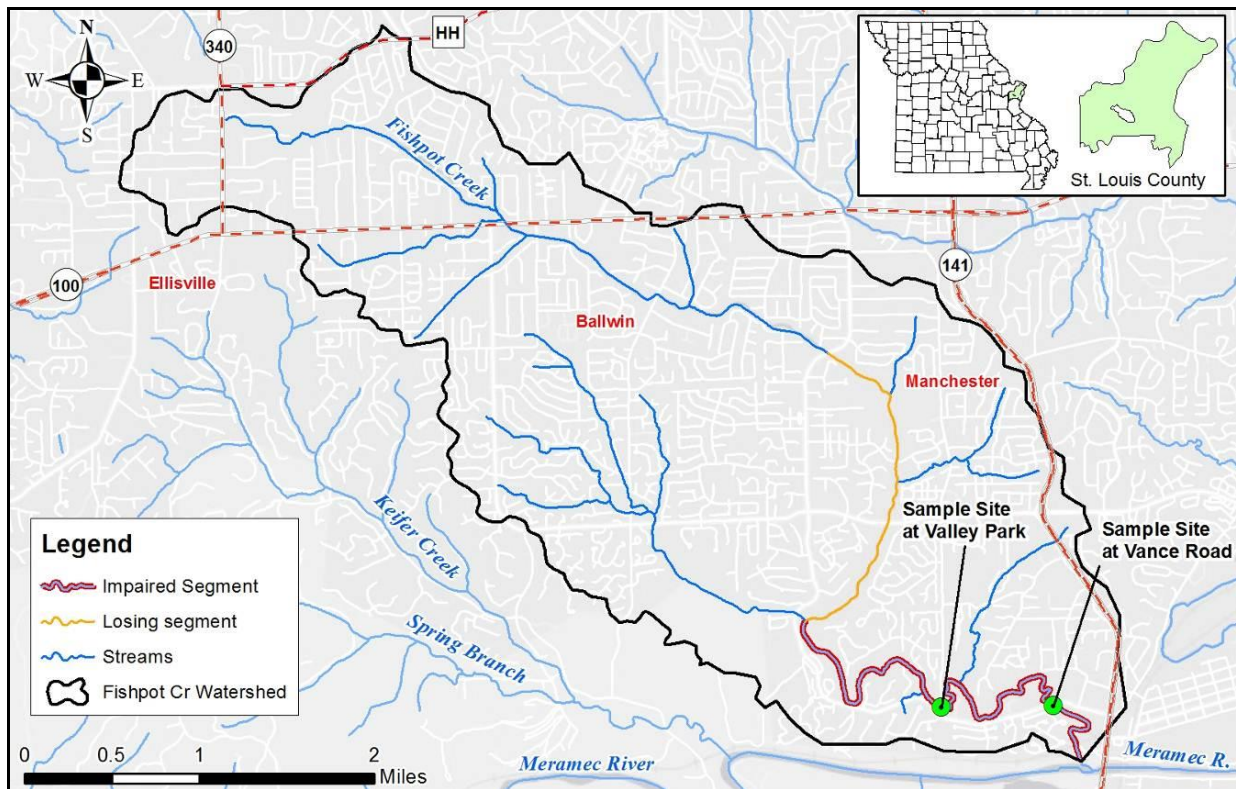 N
W
E
S
340
HH
Fishpot Creek
St. Louis County
100
Ellisville
141
Ballwin
Manchester
Keifer Creek
Sample Site
at Valley Park
Sample Site
at Vance Road
Spring Branch
Legend
Impaired Segment
Losing segment
Streams
Fishpot Cr Watershed
0 0.5 1 2
Miles
Meramec River
Meramec R.